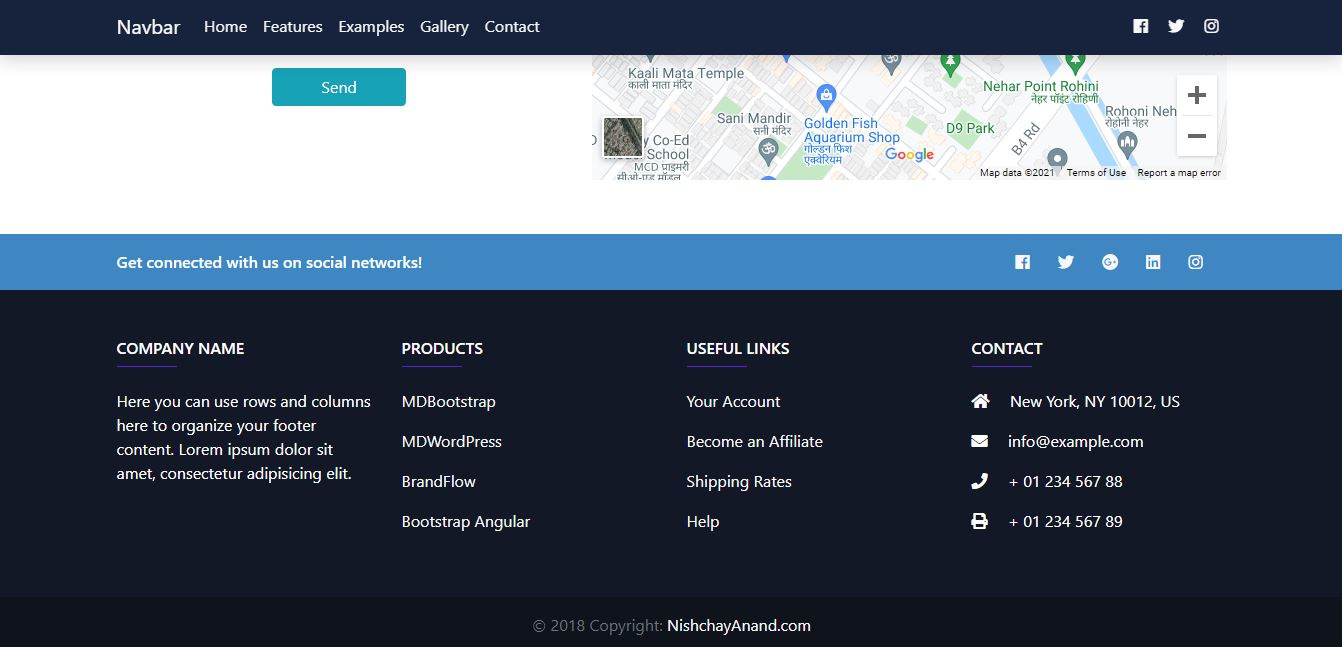 Navbar Home Features Examples Gallery Contact
Send
Kaali Mata Temple
काली माता मंदिर
Sani Mandir
सनी मंदिर
Golden Fish
Aquarium Shop
गोल्डन फिश
एक्वेरियम
Nehar Point Rohini
नेहर पॉइंट रोहिणी
Rohoni Neh
रोहोनी नेहर
D9 Park
B4 Rd
y Co-Ed
School
MCD प्राइमरी
सी॰ओ-एड मॉडल
Google
Map data ©2021 Terms of Use Report a map error
Get connected with us on social networks!
COMPANY NAME
Here you can use rows and columns
here to organize your footer
content. Lorem ipsum dolor sit
amet, consectetur adipisicing elit.
PRODUCTS
MDBootstrap
MDWordPress
BrandFlow
Bootstrap Angular
USEFUL LINKS
Your Account
Become an Affiliate
Shipping Rates
Help
CONTACT
New York, NY 10012, US
info@example.com
+ 01 234 567 88
+ 01 234 567 89
© 2018 Copyright: NishchayAnand.com